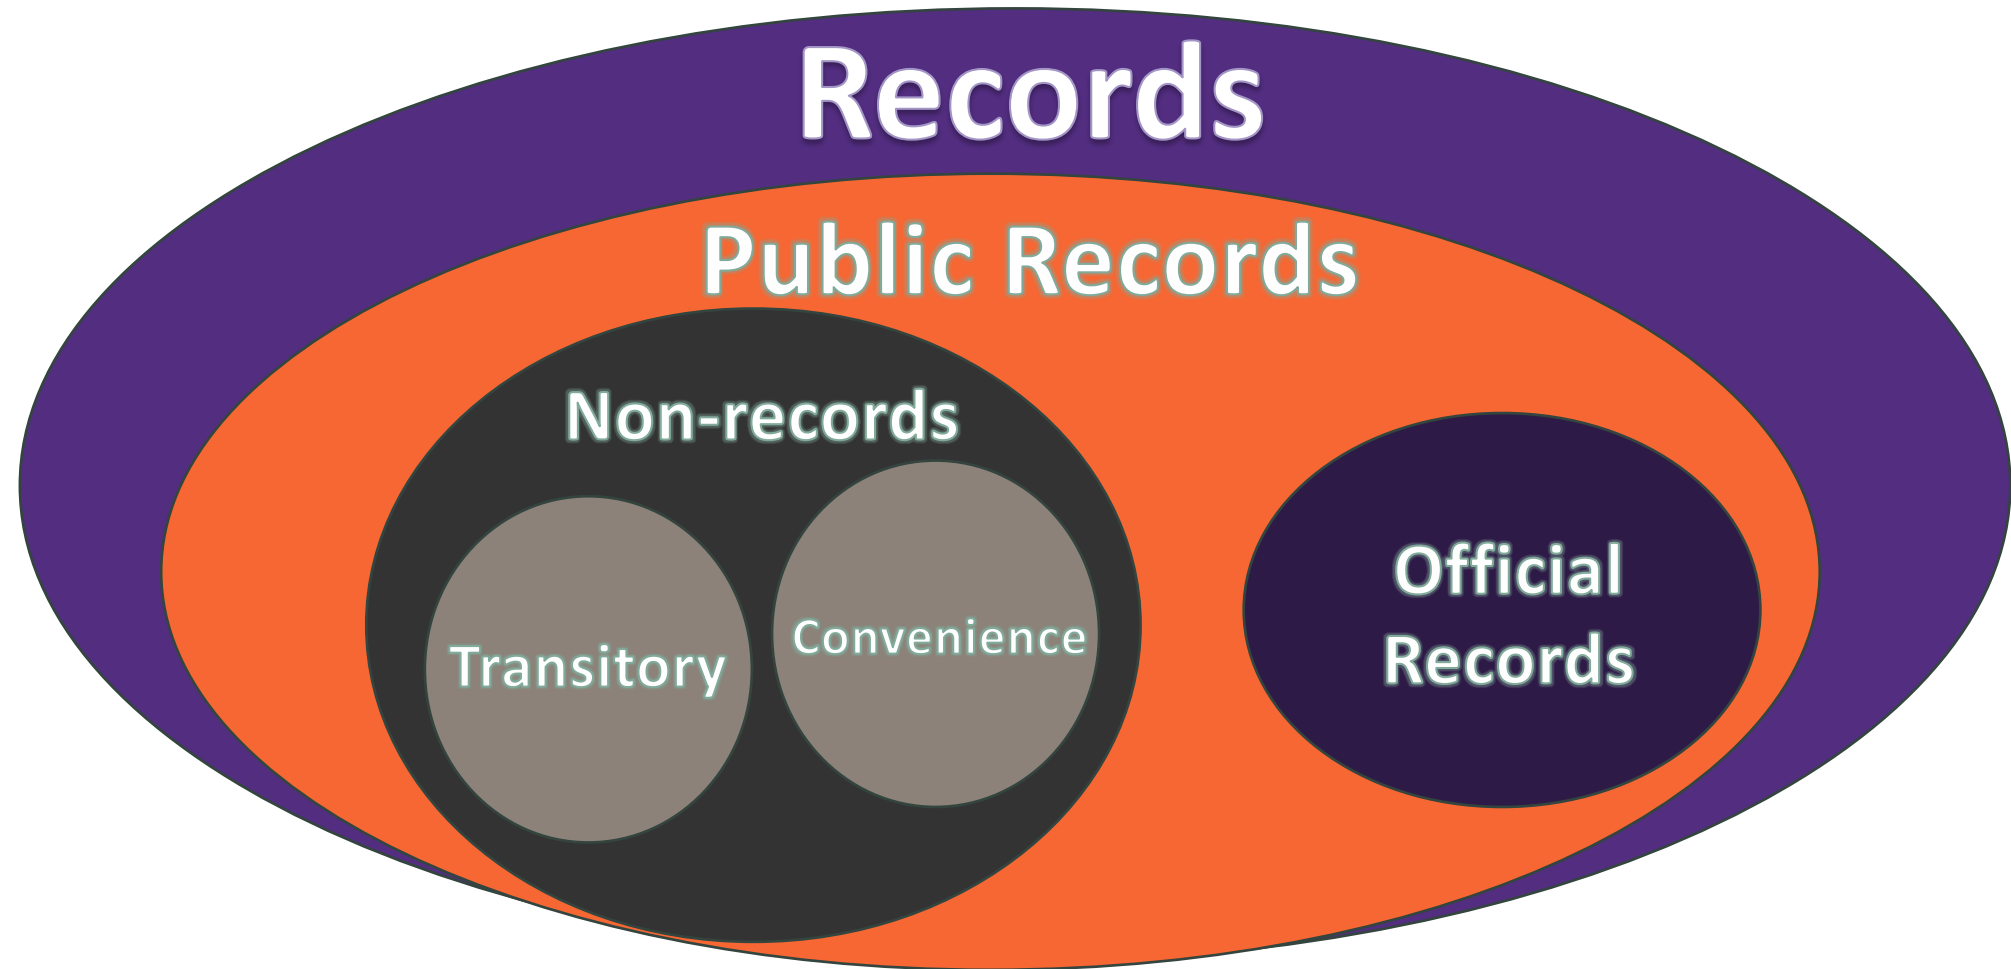 Records
Public Records
Non-records
Transitory
Convenience
Official
Records